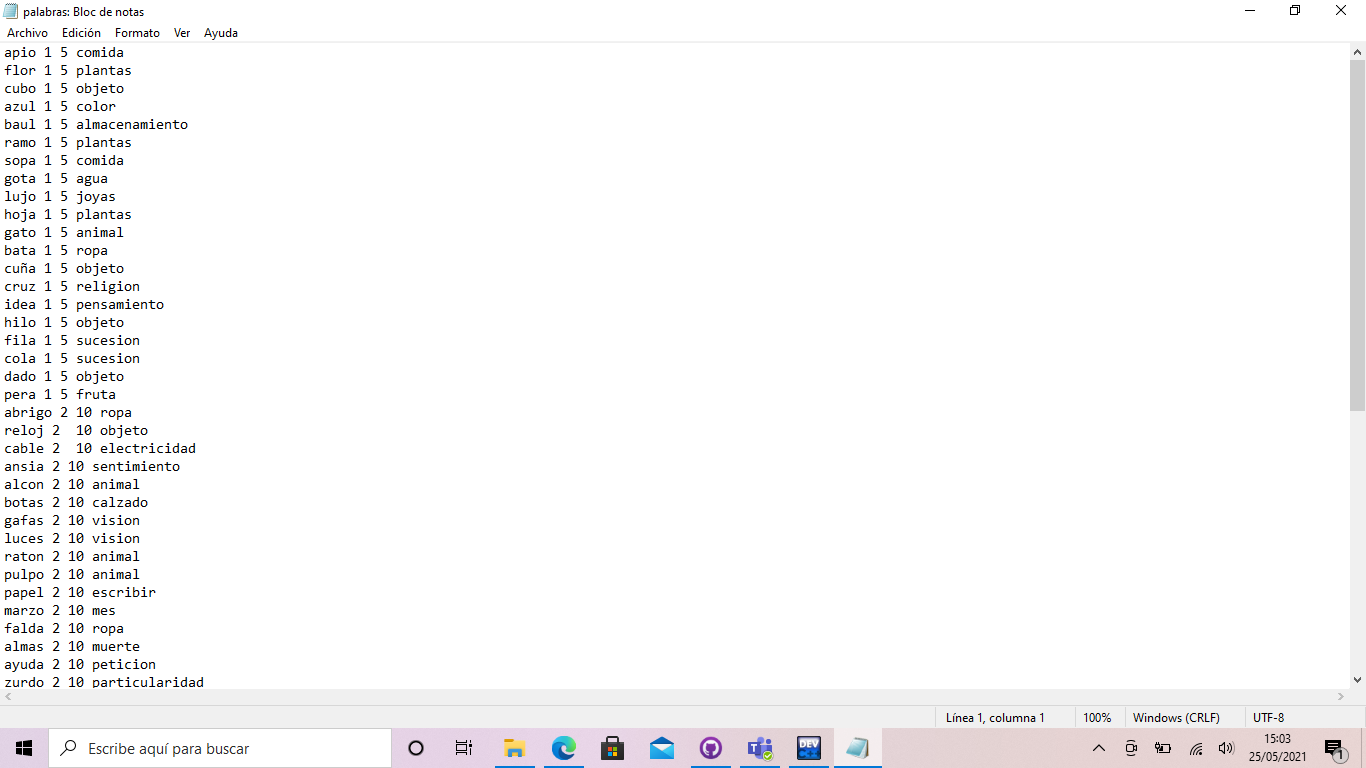 palabras: Bloc de notas
Archivo Edición Formato Ver Ayuda
apio 1 5 comida
flor 1 5 plantas
cubo 1 5 objeto
azul 1 5 color
baul 1 5 almacenamiento
ramo 1 5 plantas
sopa 1 5 comida
gota 1 5 agua
lujo 1 5 joyas
hoja 1 5 plantas
gato 1 5 animal
bata 1 5 ropa
cuña 1 5 objeto
cruz 1 5 religion
idea 1 5 pensamiento
hilo 1 5 objeto
fila 1 5 sucesion
cola 1 5 sucesion
dado 1 5 objeto
pera 1 5 fruta
abrigo 2 10 ropa
reloj 2  10 objeto
cable 2  10 electricidad
ansia 2 10 sentimiento
alcon 2 10 animal
botas 2 10 calzado
gafas 2 10 vision
luces 2 10 vision
raton 2 10 animal
pulpo 2 10 animal
papel 2 10 escribir
marzo 2 10 mes
falda 2 10 ropa
almas 2 10 muerte
ayuda 2 10 peticion
zurdo 2 10 particularidad
Línea 1, columna 1 100% Windows (CRLF) UTF-8
Escribe aquí para buscar
DEV
15:03
25/05/2021
1